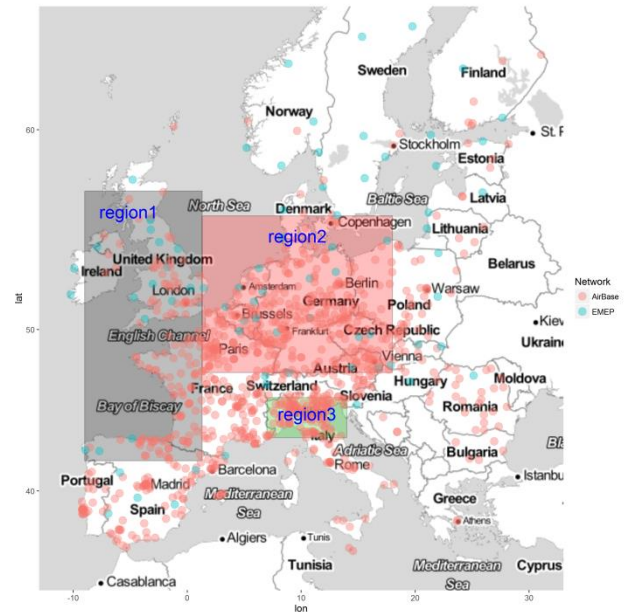 Sweden
Finland
Norway
60
St. F
Stockholm
Estonia
Latvia
region1
North Sea
Denmark
Baltic Sea
Copenhagen
region2
Lithuania
United Kingdom
Ireland
Belarus
Network
AirBase
EMEP
lat
London
Amsterdam
Berlin
Germany
Poland
Warsaw
50
English Channel
Brussels
Frankfurt
Czech Republic
Kiev
Ukraine
Paris
Vienna
Austria
Moldova
France
Switzerland
Hungary
Slovenia
Bay of Biscay
region3
Romania
Italy
Adriatic Sea
Bulgaria
Bla
Portugal
Barcelona
Rome
Madrid
Istanbu
40
Spain
Mediterranean
Sea
Greece
Athens
Algiers
Tunis
Tunisia
Mediterranean
Sea
Cyprus
Casablanca
-10
0
10
20
30
lon